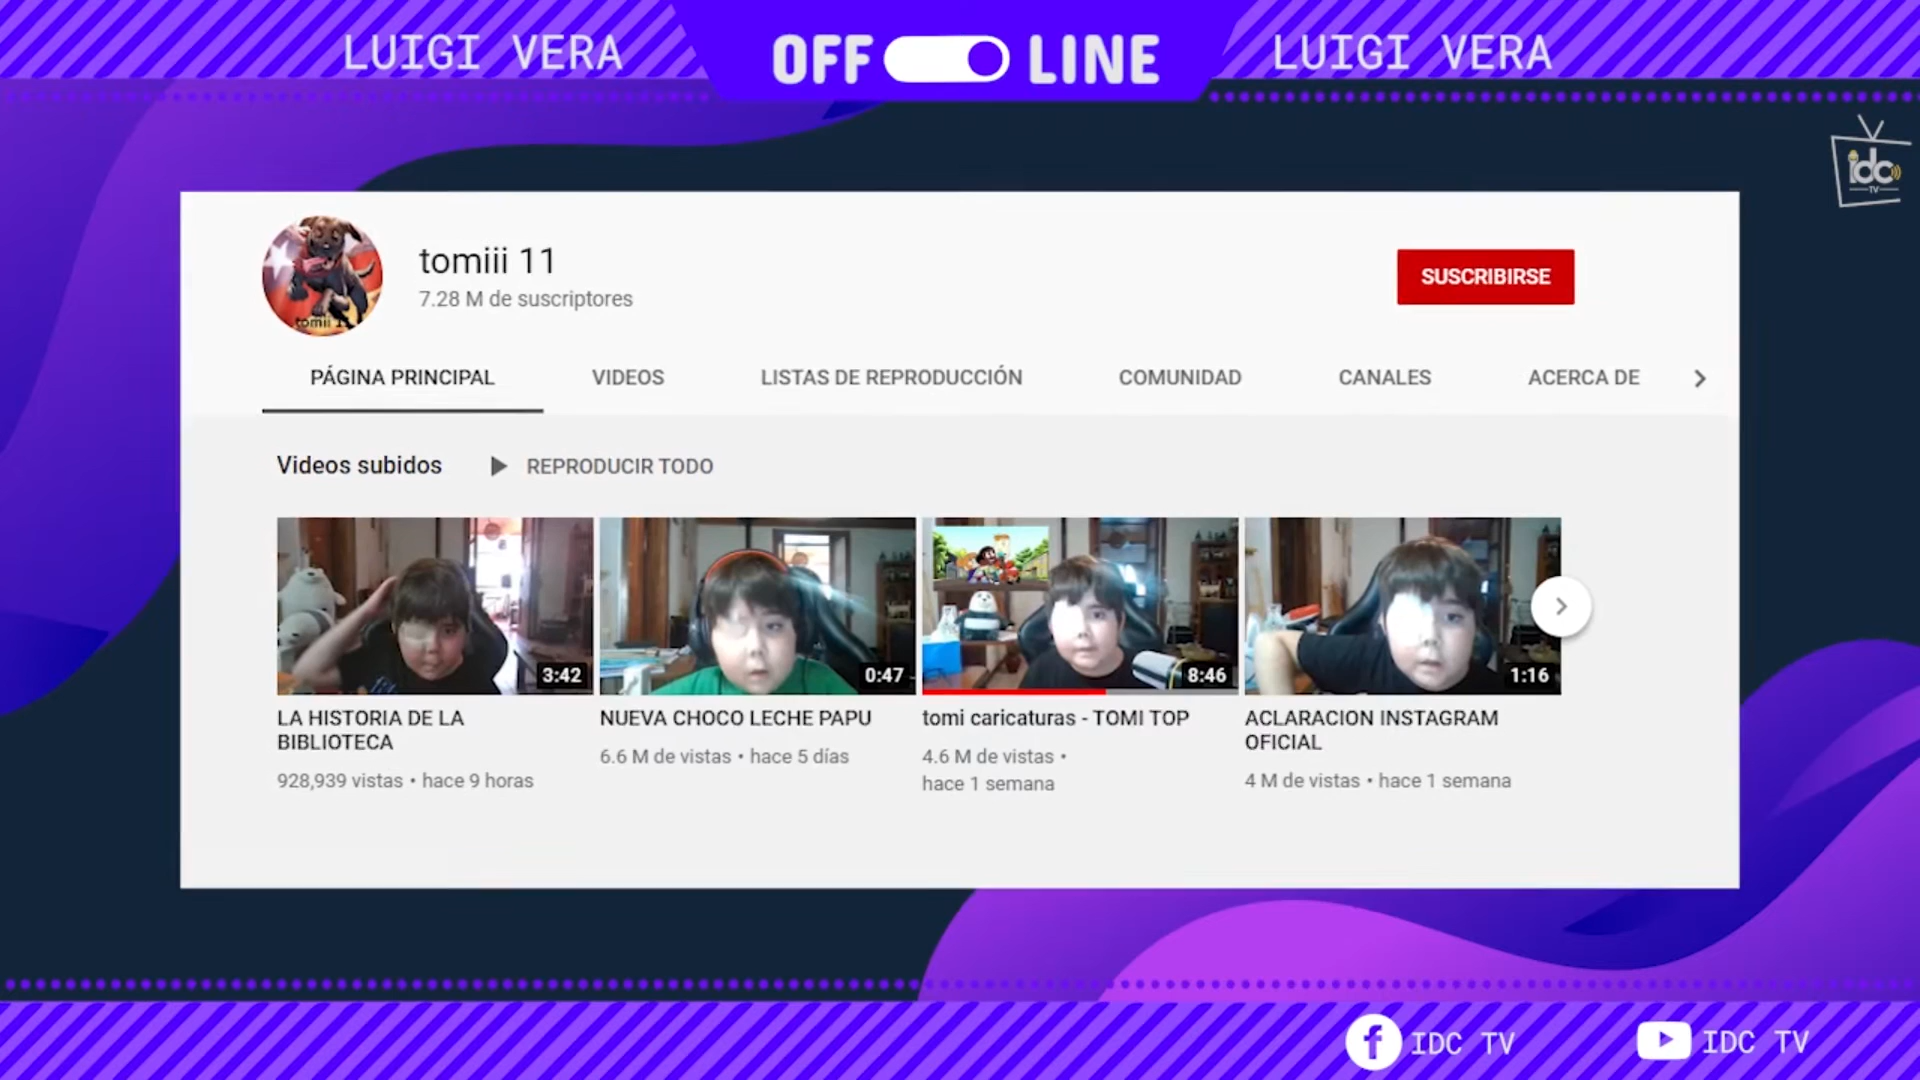 LUIGI VERA
OFF LINE
LUIGI VERA
idc
TV
tomiii 11
7.28 M de suscriptores
SUSCRIBIRSE
tomii 11
PÁGINA PRINCIPAL
VIDEOS
LISTAS DE REPRODUCCIÓN
COMUNIDAD
CANALES
ACERCA DE
Videos subidos
REPRODUCIR TODO
3:42
0:47
8:46
1:16
LA HISTORIA DE LA
BIBLIOTECA
928,939 vistas • hace 9 horas
NUEVA CHOCO LECHE PAPU
6.6 M de vistas • hace 5 días
tomi caricaturas - TOMI TOP
4.6 M de vistas •
hace 1 semana
ACLARACION INSTAGRAM
OFICIAL
4 M de vistas • hace 1 semana
IDC TV
IDC TV